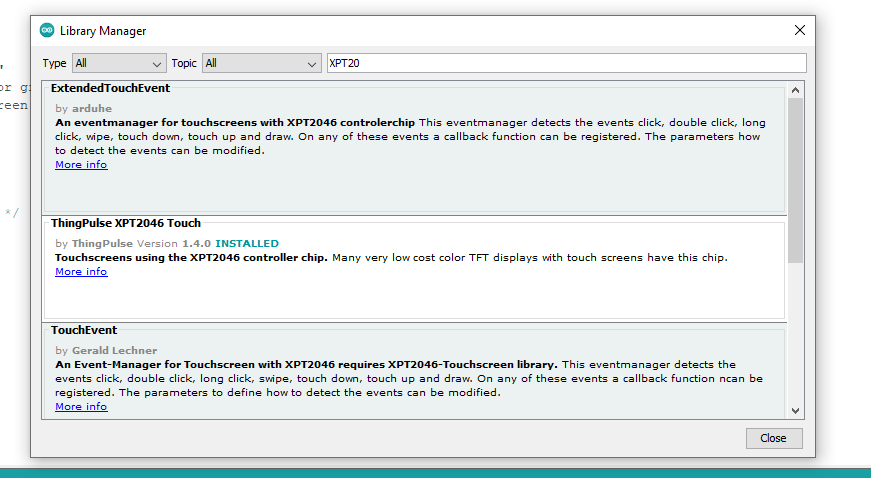 Library Manager
Type All Topic All XPT20
"
or g
ExtendedTouchEvent
creen
by arduhe
An eventmanager for touchscreens with XPT2046 controlerchip This eventmanager detects the events click, double click, long
click, wipe, touch down, touch up and draw. On any of these events a callback function can be registered. The parameters how
to detect the events can be modified.
More info
*/
ThingPulse XPT2046 Touch
by ThingPulse Version 1.4.0 INSTALLED
Touchscreens using the XPT2046 controller chip. Many very low cost color TFT displays with touch screens have this chip.
More info
TouchEvent
by Gerald Lechner
An Event-Manager for Touchscreen with XPT2046 requires XPT2046-Touchscreen library. This eventmanager detects the
events click, double click, long click, swipe, touch down, touch up and draw. On any of these events a callback function ncan be
registered. The parameters to define how to detect the events can be modified.
More info
Close